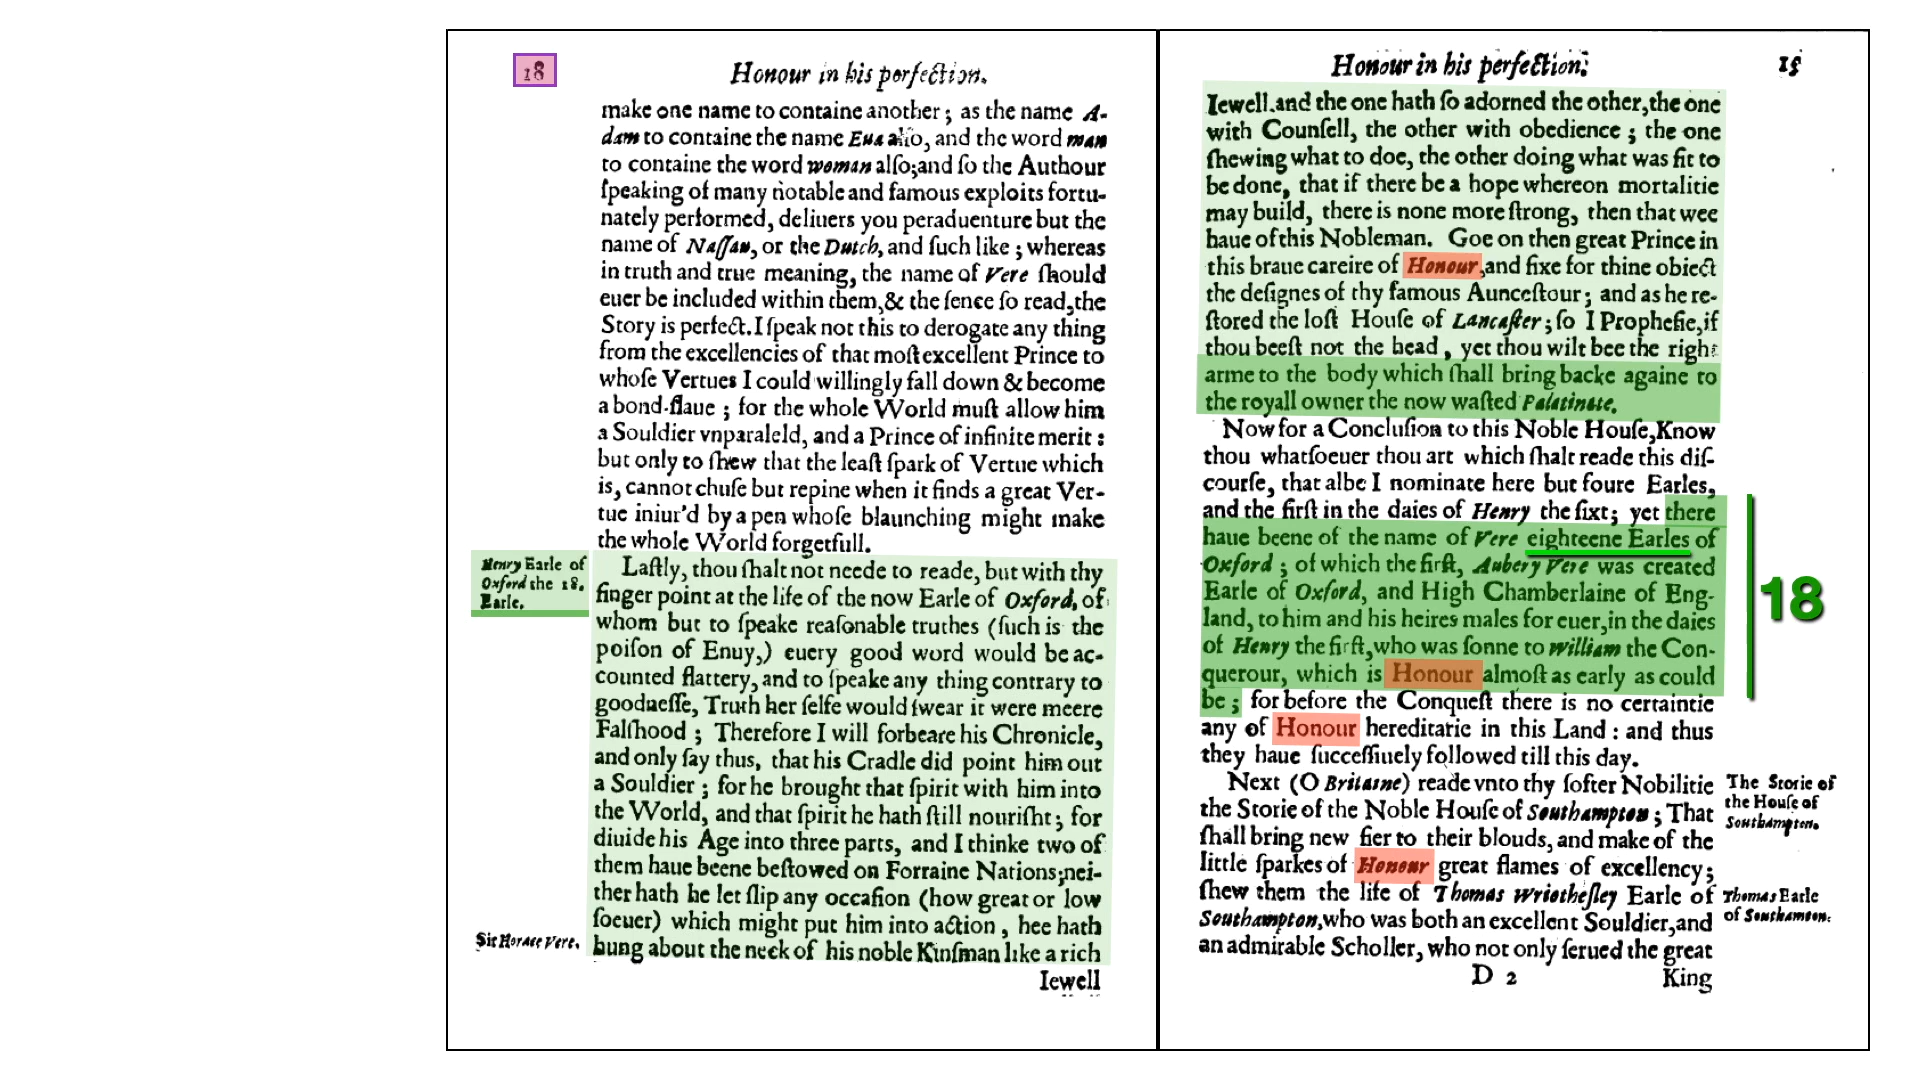 18
Honour in his perfection.
make one name to containe another; as the name A-
dam to containe the name Eua also, and the word man
to containe the word woman also;and so the Authour
speaking of many notable and famous exploits fortu-
nately performed, deliuers you peraduenture but the
name of Nassau, or the Dutch, and such like; whereas
in truth and true meaning, the name of Vere should
euer be included within them,& the sence so read,the
Story is perfect. I speak not this to derogate any thing
from the excellencies of that most excellent Prince to
whose Vertues I could willingly fall down & become
a bond-slaue; for the whole World must allow him
a Souldier vnparaleld, and a Prince of infinite merit:
but only to shew that the least spark of Vertue which
is, cannot chuse but repine when it finds a great Ver-
tue iniur'd by a pen whose blaunching might make
the whole World forgetfull.
Henry Earle of
Oxford the 18.
Earle.
Lastly, thou shalt not neede to reade, but with thy
finger point at the life of the now Earle of Oxford, of
whom but to speake reasonable truthes (such is the
poison of Enuy,) euery good word would be ac-
counted flattery, and to speake any thing contrary to
goodnesse, Truth her selfe would swear it were meere
Falshood; Therefore I will forbeare his Chronicle,
and only say thus, that his Cradle did point him out
a Souldier; for he brought that spirit with him into
the World, and that spirit he hath still nourisht; for
diuide his Age into three parts, and I thinke two of
them haue beene bestowed on Forraine Nations;nei-
ther hath he let slip any occasion (how great or low
soeuer) which might put him into action, hee hath
Sir Horace Vere.
hung about the neck of his noble Kinsman like a rich
Iewell
Honour in his perfection:
15
Iewell.and the one hath so adorned the other,the one
with Counsell, the other with obedience; the one
shewing what to doe, the other doing what was fit to
be done, that if there be a hope whereon mortalitie
may build, there is none more strong, then that wee
haue of this Nobleman. Goe on then great Prince in
this braue careire of Honour,and fixe for thine obiect
the designes of thy famous Auncestour; and as he re-
stored the lost House of Lancaster; so I Prophesie,if
thou beest not the head, yet thou wilt bee the right
arme to the body which shall bring backe againe to
the royall owner the now wasted Palatinate.
Now for a Conclusion to this Noble House,Know
thou whatsoeuer thou art which shalt reade this dis-
course, that albe I nominate here but foure Earles,
and the first in the daies of Henry the sixt; yet there
haue beene of the name of Vere eighteene Earles of
Oxford; of which the first, Aubery Vere was created
Earle of Oxford, and High Chamberlaine of Eng-
land, to him and his heires males for euer,in the daies
of Henry the first,who was sonne to William the Con-
querour, which is Honour almost as early as could
be; for before the Conquest there is no certaintie
any of Honour hereditarie in this Land: and thus
they haue successiuely followed till this day.
18
Next (O Britaine) reade vnto thy softer Nobilitie
the Storie of the Noble House of Southampton; That
shall bring new fier to their blouds, and make of the
little sparkes of Honour great flames of excellency;
shew them the life of Thomas Wriothesley Earle of
Southampton,who was both an excellent Souldier,and
an admirable Scholler, who not only serued the great
The Storie of
the House of
Southampton.
Thomas Earle
of Southamton:
D 2
King